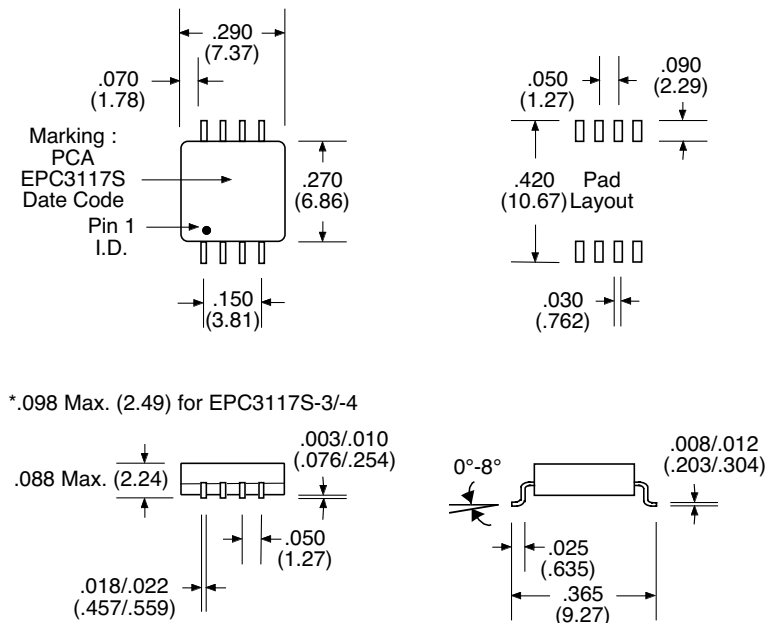 .290
(7.37)
.070
(1.78)
Marking :
PCA
EPC3117S
Date Code
Pin 1
I.D.
.270
(6.86)
.150
(3.81)
.050
(1.27)
.090
(2.29)
.420
(10.67)
Pad
Layout
.030
(.762)
*.098 Max. (2.49) for EPC3117S-3/-4
.088 Max. (2.24)
.003/.010
(.076/.254)
.050
(1.27)
.018/.022
(.457/.559)
0°-8°
.008/.012
(.203/.304)
.025
(.635)
.365
(9.27)